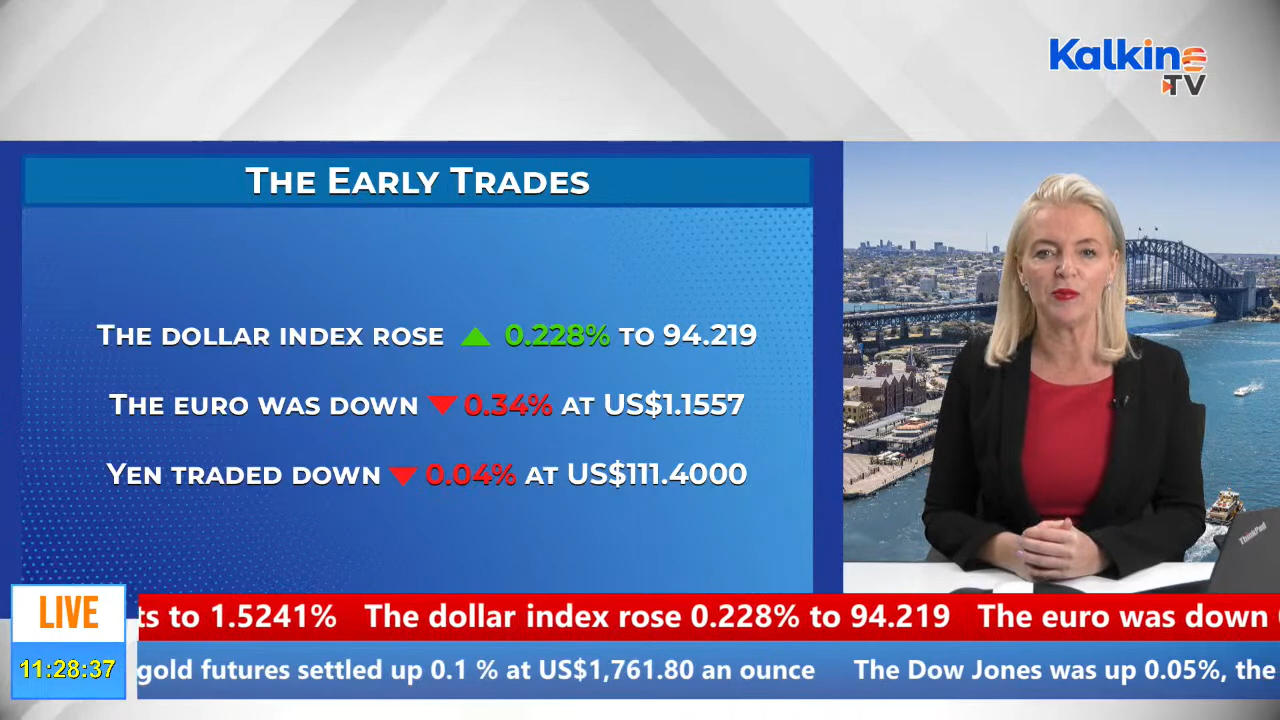 Kalkine
TV
THE EARLY TRADES
THE DOLLAR INDEX ROSE 0.228% TO 94.219
THE EURO WAS DOWN 0.34% AT US$1.1557
YEN TRADED DOWN 0.04% AT US$111.4000
ThinkPad
LIVE
ts to 1.5241% The dollar index rose 0.228% to 94.219 The euro was down
11:28:37
gold futures settled up 0.1 % at US$1,761.80 an ounce The Dow Jones was up 0.05%, the